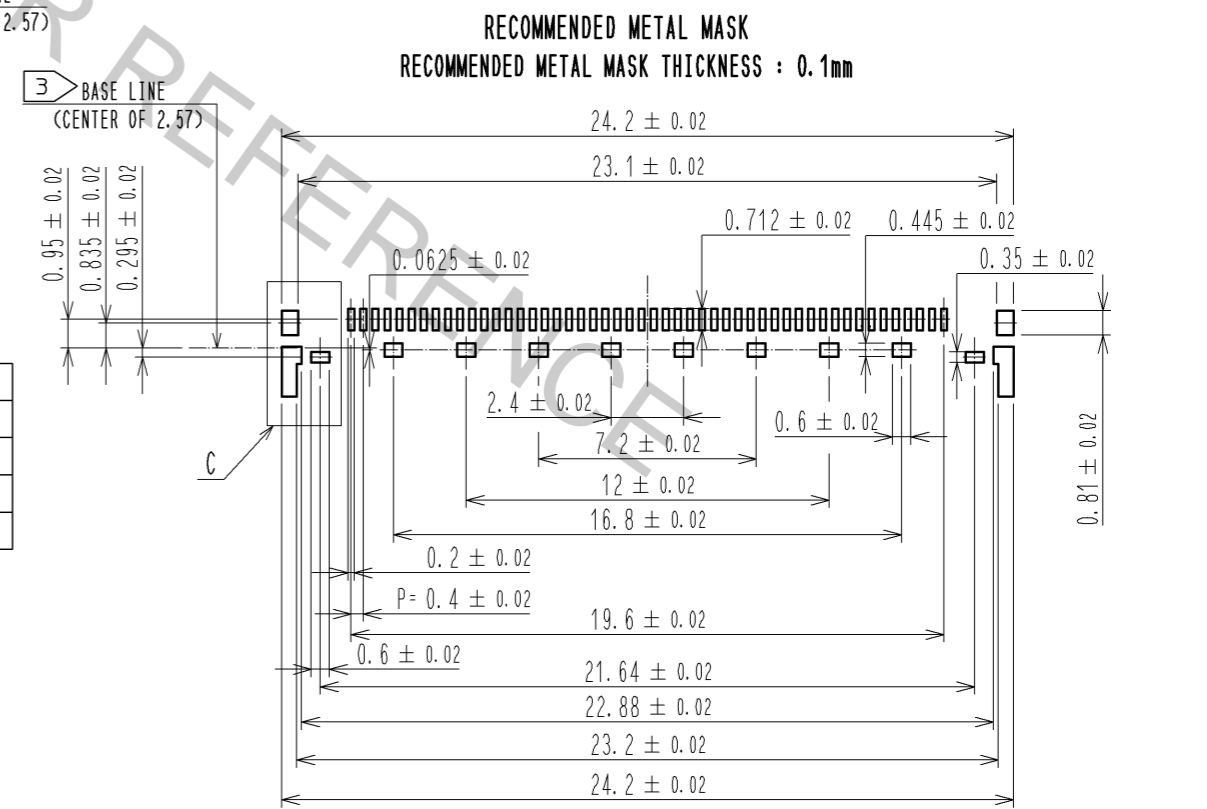 2.57)
RECOMMENDED METAL MASK
RECOMMENDED METAL MASK THICKNESS : 0.1mm
3
BASE LINE
(CENTER OF 2.57)
24.2 ± 0.02
23.1 ± 0.02
0.95 ± 0.02
0.835 ± 0.02
0.295 ± 0.02
0.712 ± 0.02
0.445 ± 0.02
0.0625 ± 0.02
0.35 ± 0.02
2.4 ± 0.02
0.6 ± 0.02
7.2 ± 0.02
0.81 ± 0.02
C
12 ± 0.02
16.8 ± 0.02
0.2 ± 0.02
P= 0.4 ± 0.02
19.6 ± 0.02
0.6 ± 0.02
21.64 ± 0.02
22.88 ± 0.02
23.2 ± 0.02
24.2 ± 0.02
R REFERENCE